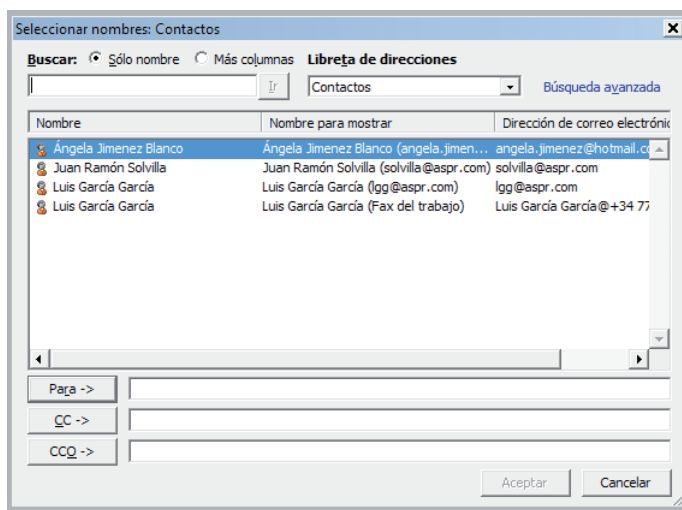 Seleccionar nombres: Contactos
Buscar: Sólo nombre Más columnas Libreta de direcciones
Ir Contactos Búsqueda avanzada
Nombre Nombre para mostrar Dirección de correo electrónic
Ángela Jimenez Blanco Ángela Jimenez Blanco (angela.jimen... angela.jimenez@hotmail.co
Juan Ramón Solvilla Juan Ramón Solvilla (solvilla@aspr.com) solvilla@aspr.com
Luis García García Luis García García (lgg@aspr.com) lgg@aspr.com
Luis García García Luis García García (Fax del trabajo) Luis García García@+34 77
Para ->
CC ->
CCO ->
Aceptar Cancelar